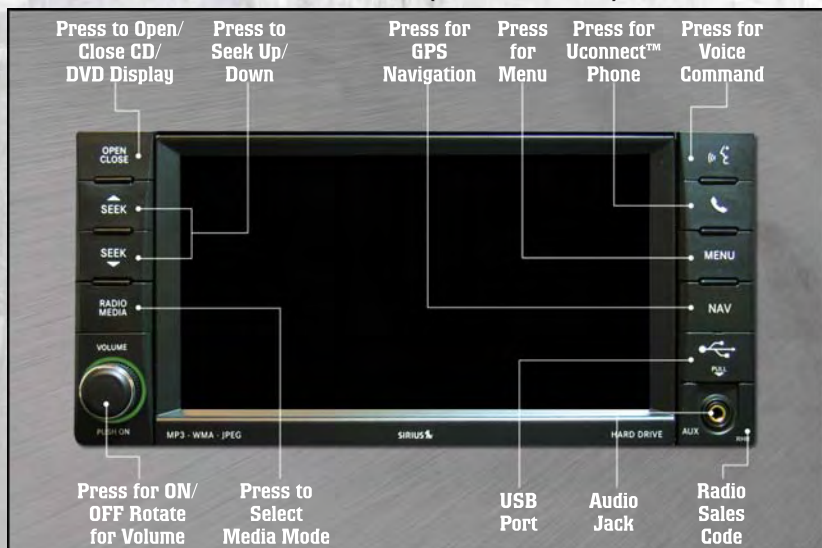 Press to Open/
Close CD/
DVD Display
Press to
Seek Up/
Down
Press for
GPS
Navigation
Press
for
Menu
Press for
Uconnect™
Phone
Press for
Voice
Command
OPEN
CLOSE
SEEK
SEEK
RADIO
MEDIA
VOLUME
PUSH ON
MP3 · WMA · JPEG
SIRIUS
HARD DRIVE
MENU
NAV
PULL
AUX
Press for ON/
OFF Rotate
for Volume
Press to
Select
Media Mode
USB
Port
Audio
Jack
Radio
Sales
Code